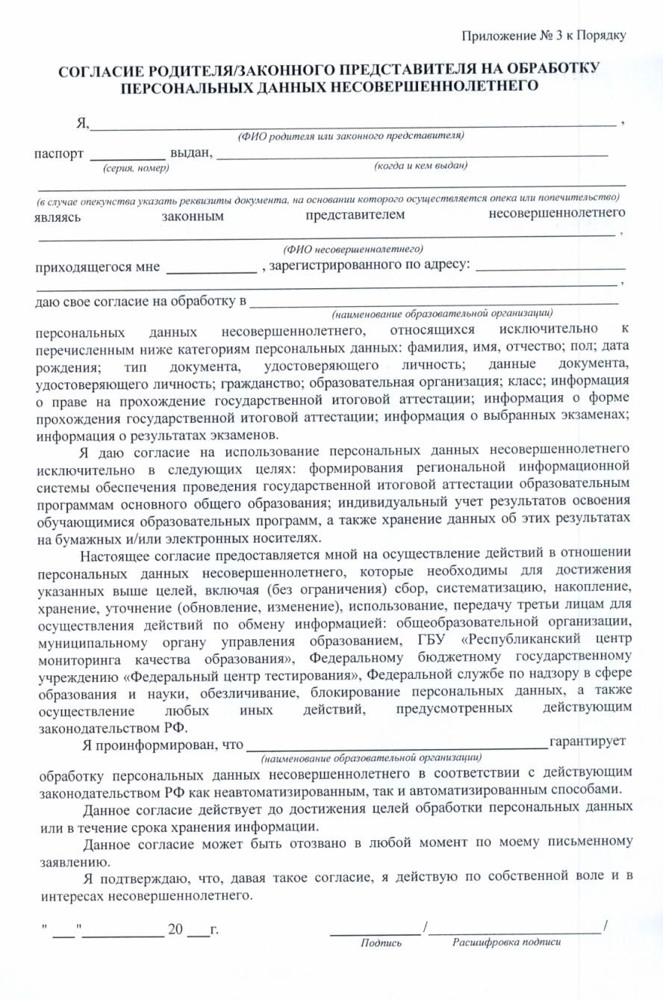 Приложение № 3 к Порядку
СОГЛАСИЕ РОДИТЕЛЯ/ЗАКОННОГО ПРЕДСТАВИТЕЛЯ НА ОБРАБОТКУ
ПЕРСОНАЛЬНЫХ ДАННЫХ НЕСОВЕРШЕННОЛЕТНЕГО
Я,______________________________ ,
(ФИО родителя или законного представителя)
паспорт __________ выдан, ______________________________
(серия, номер) (когда и кем выдан)
______________________________
(в случае опекунства указать реквизиты документа, на основании которого осуществляется опека или попечительство)
являясь законным представителем несовершеннолетнего
______________________________ ,
(ФИО несовершеннолетнего)
приходящегося мне ____________ , зарегистрированного по адресу: ____________________
______________________________ ,
даю свое согласие на обработку в ______________________________
(наименование образовательной организации)
персональных данных несовершеннолетнего, относящихся исключительно к
перечисленным ниже категориям персональных данных: фамилия, имя, отчество; пол; дата
рождения; тип документа, удостоверяющего личность; данные документа,
удостоверяющего личность; гражданство; образовательная организация; класс; информация
о праве на прохождение государственной итоговой аттестации; информация о форме
прохождения государственной итоговой аттестации; информация о выбранных экзаменах;
информация о результатах экзаменов.
Я даю согласие на использование персональных данных несовершеннолетнего
исключительно в следующих целях: формирования региональной информационной
системы обеспечения проведения государственной итоговой аттестации образовательным
программам основного общего образования; индивидуальный учет результатов освоения
обучающимися образовательных программ, а также хранение данных об этих результатах
на бумажных и/или электронных носителях.
Настоящее согласие предоставляется мной на осуществление действий в отношении
персональных данных несовершеннолетнего, которые необходимы для достижения
указанных выше целей, включая (без ограничения) сбор, систематизацию, накопление,
хранение, уточнение (обновление, изменение), использование, передачу третьи лицам для
осуществления действий по обмену информацией: общеобразовательной организации,
муниципальному органу управления образованием, ГБУ «Республиканский центр
мониторинга качества образования», Федеральному бюджетному государственному
учреждению «Федеральный центр тестирования», Федеральной службе по надзору в сфере
образования и науки, обезличивание, блокирование персональных данных, а также
осуществление любых иных действий, предусмотренных действующим
законодательством РФ.
Я проинформирован, что ______________________________гарантирует
(наименование образовательной организации)
обработку персональных данных несовершеннолетнего в соответствии с действующим
законодательством РФ как неавтоматизированным, так и автоматизированным способами.
Данное согласие действует до достижения целей обработки персональных данных
или в течение срока хранения информации.
Данное согласие может быть отозвано в любой момент по моему письменному
заявлению.
Я подтверждаю, что, давая такое согласие, я действую по собственной воле и в
интересах несовершеннолетнего.
" ___"___________ 20 ___г. ____________/_______________________/
Подпись Расшифровка подписи